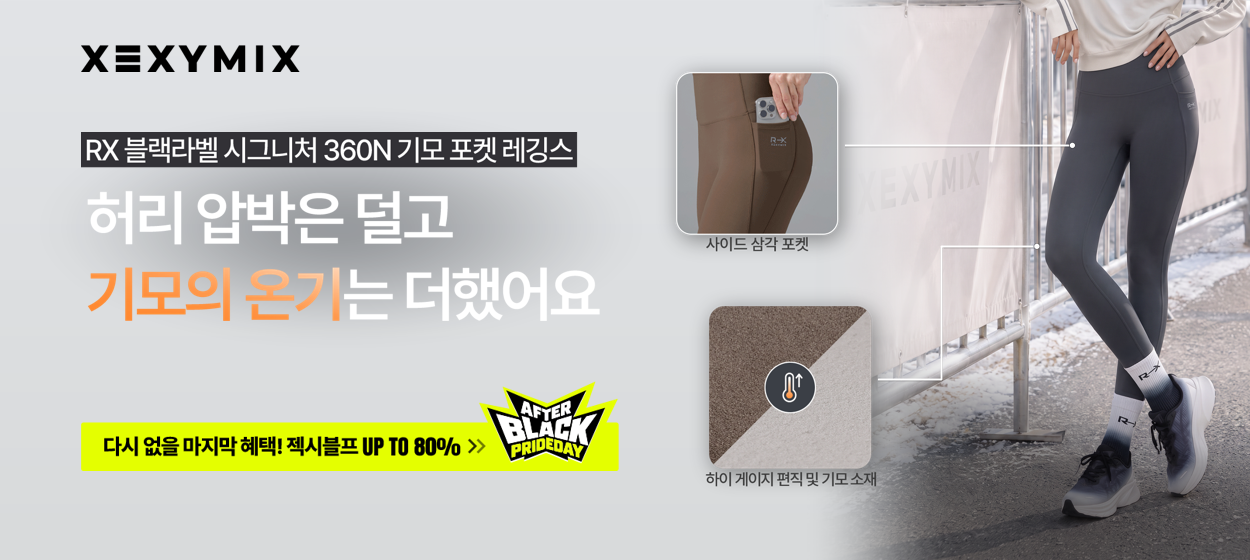 XEXYMIX
RX 블랙라벨 시그니처 360N 기모 포켓 레깅스
허리 압박은 덜고
기모의 온기는 더했어요
다시 없을 마지막 혜택! 젝시블프 UP TO 80% >>
AFTER
BLACK
PRIDEDAY
R-X
사이드 삼각 포켓
하이 게이지 편직 및 기모 소재
XEXYMIX
R-X
R-X